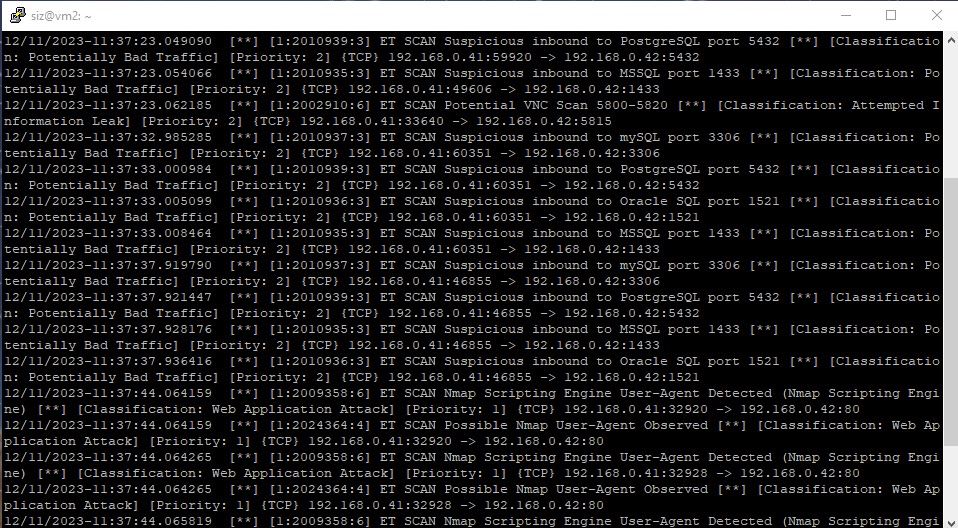 siz@vm2: ~
12/11/2023-11:37:23.049090  [**] [1:2010939:3] ET SCAN Suspicious inbound to PostgreSQL port 5432 [**] [Classificatio
n: Potentially Bad Traffic] [Priority: 2] {TCP} 192.168.0.41:59920 -> 192.168.0.42:5432
12/11/2023-11:37:23.054066  [**] [1:2010935:3] ET SCAN Suspicious inbound to MSSQL port 1433 [**] [Classification: Po
tentially Bad Traffic] [Priority: 2] {TCP} 192.168.0.41:49606 -> 192.168.0.42:1433
12/11/2023-11:37:23.062185  [**] [1:2002910:6] ET SCAN Potential VNC Scan 5800-5820 [**] [Classification: Attempted I
nformation Leak] [Priority: 2] {TCP} 192.168.0.41:33640 -> 192.168.0.42:5815
12/11/2023-11:37:32.985285  [**] [1:2010937:3] ET SCAN Suspicious inbound to mySQL port 3306 [**] [Classification: Po
tentially Bad Traffic] [Priority: 2] {TCP} 192.168.0.41:60351 -> 192.168.0.42:3306
12/11/2023-11:37:33.000984  [**] [1:2010939:3] ET SCAN Suspicious inbound to PostgreSQL port 5432 [**] [Classificatio
n: Potentially Bad Traffic] [Priority: 2] {TCP} 192.168.0.41:60351 -> 192.168.0.42:5432
12/11/2023-11:37:33.005099  [**] [1:2010936:3] ET SCAN Suspicious inbound to Oracle SQL port 1521 [**] [Classificatio
n: Potentially Bad Traffic] [Priority: 2] {TCP} 192.168.0.41:60351 -> 192.168.0.42:1521
12/11/2023-11:37:33.008464  [**] [1:2010935:3] ET SCAN Suspicious inbound to MSSQL port 1433 [**] [Classification: Po
tentially Bad Traffic] [Priority: 2] {TCP} 192.168.0.41:60351 -> 192.168.0.42:1433
12/11/2023-11:37:37.919790  [**] [1:2010937:3] ET SCAN Suspicious inbound to mySQL port 3306 [**] [Classification: Po
tentially Bad Traffic] [Priority: 2] {TCP} 192.168.0.41:46855 -> 192.168.0.42:3306
12/11/2023-11:37:37.921447  [**] [1:2010939:3] ET SCAN Suspicious inbound to PostgreSQL port 5432 [**] [Classificatio
n: Potentially Bad Traffic] [Priority: 2] {TCP} 192.168.0.41:46855 -> 192.168.0.42:5432
12/11/2023-11:37:37.928176  [**] [1:2010935:3] ET SCAN Suspicious inbound to MSSQL port 1433 [**] [Classification: Po
tentially Bad Traffic] [Priority: 2] {TCP} 192.168.0.41:46855 -> 192.168.0.42:1433
12/11/2023-11:37:37.936416  [**] [1:2010936:3] ET SCAN Suspicious inbound to Oracle SQL port 1521 [**] [Classificatio
n: Potentially Bad Traffic] [Priority: 2] {TCP} 192.168.0.41:46855 -> 192.168.0.42:1521
12/11/2023-11:37:44.064159  [**] [1:2009358:6] ET SCAN Nmap Scripting Engine User-Agent Detected (Nmap Scripting Engi
ne) [**] [Classification: Web Application Attack] [Priority: 1] {TCP} 192.168.0.41:32920 -> 192.168.0.42:80
12/11/2023-11:37:44.064159  [**] [1:2024364:4] ET SCAN Possible Nmap User-Agent Observed [**] [Classification: Web Ap
plication Attack] [Priority: 1] {TCP} 192.168.0.41:32920 -> 192.168.0.42:80
12/11/2023-11:37:44.064265  [**] [1:2009358:6] ET SCAN Nmap Scripting Engine User-Agent Detected (Nmap Scripting Engi
ne) [**] [Classification: Web Application Attack] [Priority: 1] {TCP} 192.168.0.41:32928 -> 192.168.0.42:80
12/11/2023-11:37:44.064265  [**] [1:2024364:4] ET SCAN Possible Nmap User-Agent Observed [**] [Classification: Web Ap
plication Attack] [Priority: 1] {TCP} 192.168.0.41:32928 -> 192.168.0.42:80
12/11/2023-11:37:44.065819  [**] [1:2009358:6] ET SCAN Nmap Scripting Engine User-Agent Detected (Nmap Scripting Engi